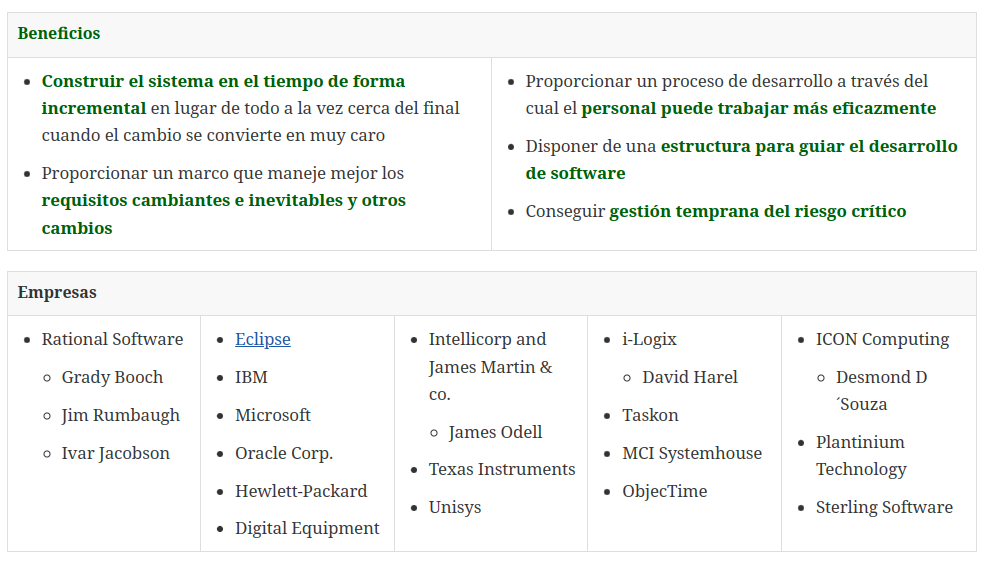 Beneficios
Construir el sistema en el tiempo de forma
incremental en lugar de todo a la vez cerca del final
cuando el cambio se convierte en muy caro
Proporcionar un marco que maneje mejor los
requisitos cambiantes e inevitables y otros
cambios
Proporcionar un proceso de desarrollo a través del
cual el personal puede trabajar más eficazmente
Disponer de una estructura para guiar el desarrollo
de software
Conseguir gestión temprana del riesgo crítico
Empresas
Rational Software
Grady Booch
Jim Rumbaugh
Ivar Jacobson
Eclipse
IBM
Microsoft
Oracle Corp.
Hewlett-Packard
Digital Equipment
Intellicorp and
James Martin &
co.
James Odell
Texas Instruments
Unisys
i-Logix
David Harel
Taskon
MCI Systemhouse
ObjecTime
ICON Computing
Desmond D
´Souza
Plantinium
Technology
Sterling Software